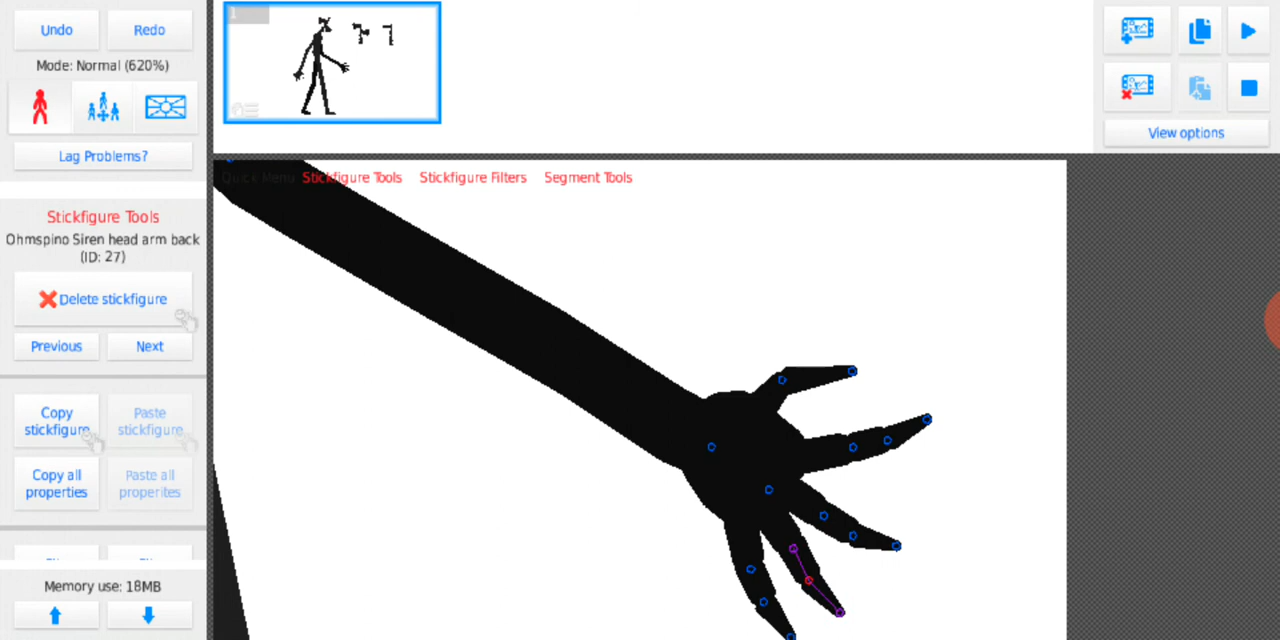 Undo
Redo
Mode: Normal (620%)
Lag Problems?
Stickfigure Tools
Ohmspino Siren head arm back
(ID: 27)
Delete stickfigure
Previous
Next
Copy
stickfigure
Paste
stickfigure
Copy all
properties
Paste all
properites
Memory use: 18MB
1
View options
Quick Menu: Stickfigure Tools Stickfigure Filters Segment Tools